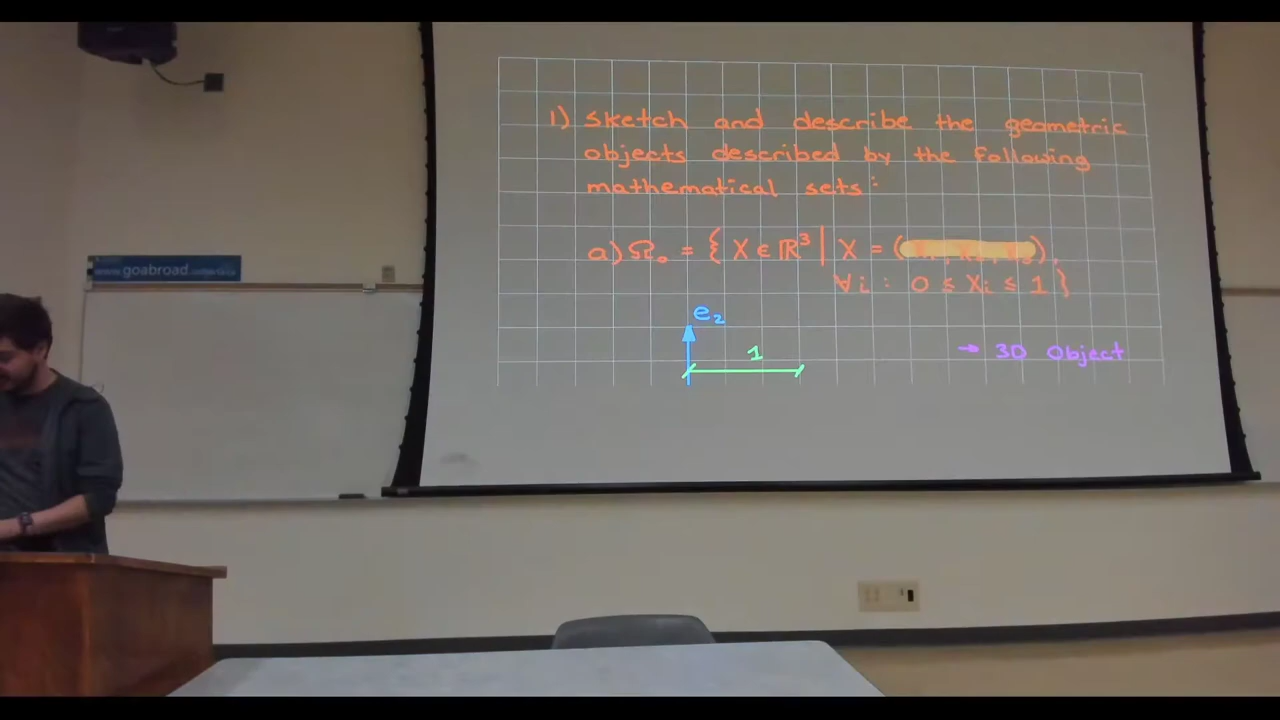 1) Sketch and describe the geometric
objects described by the following
mathematical sets:
a) Ω₀ = { X ∈ ℝ³ | X = ( ),
∀i : 0 ≤ Xᵢ ≤ 1 }
e₂
1
→ 3D Object
www.goabroad.